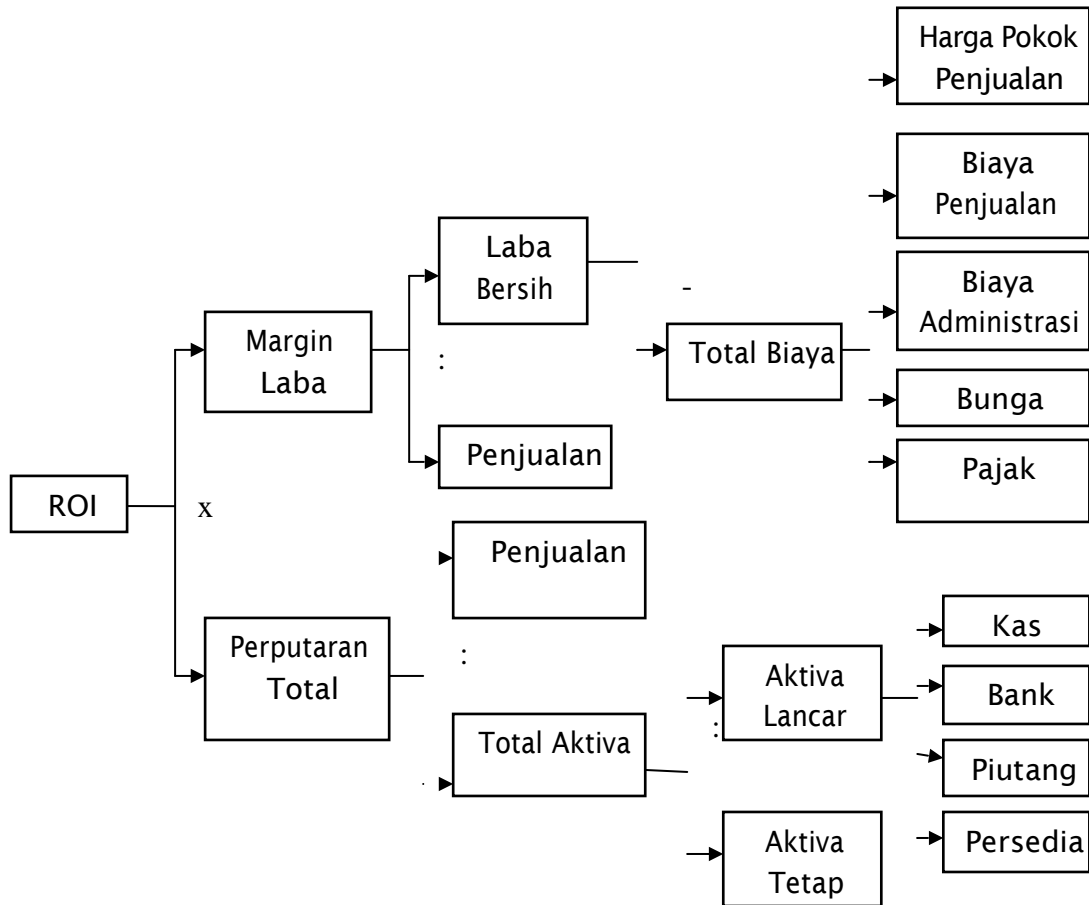 Harga Pokok
Penjualan
Biaya
Penjualan
Laba
Bersih
-
Biaya
Administrasi
Margin
Laba
:
Total Biaya
Bunga
Penjualan
Pajak
ROI
x
Penjualan
Perputaran
Total
:
Kas
Aktiva
Lancar
:
Bank
Total Aktiva
Piutang
Aktiva
Tetap
Persedia